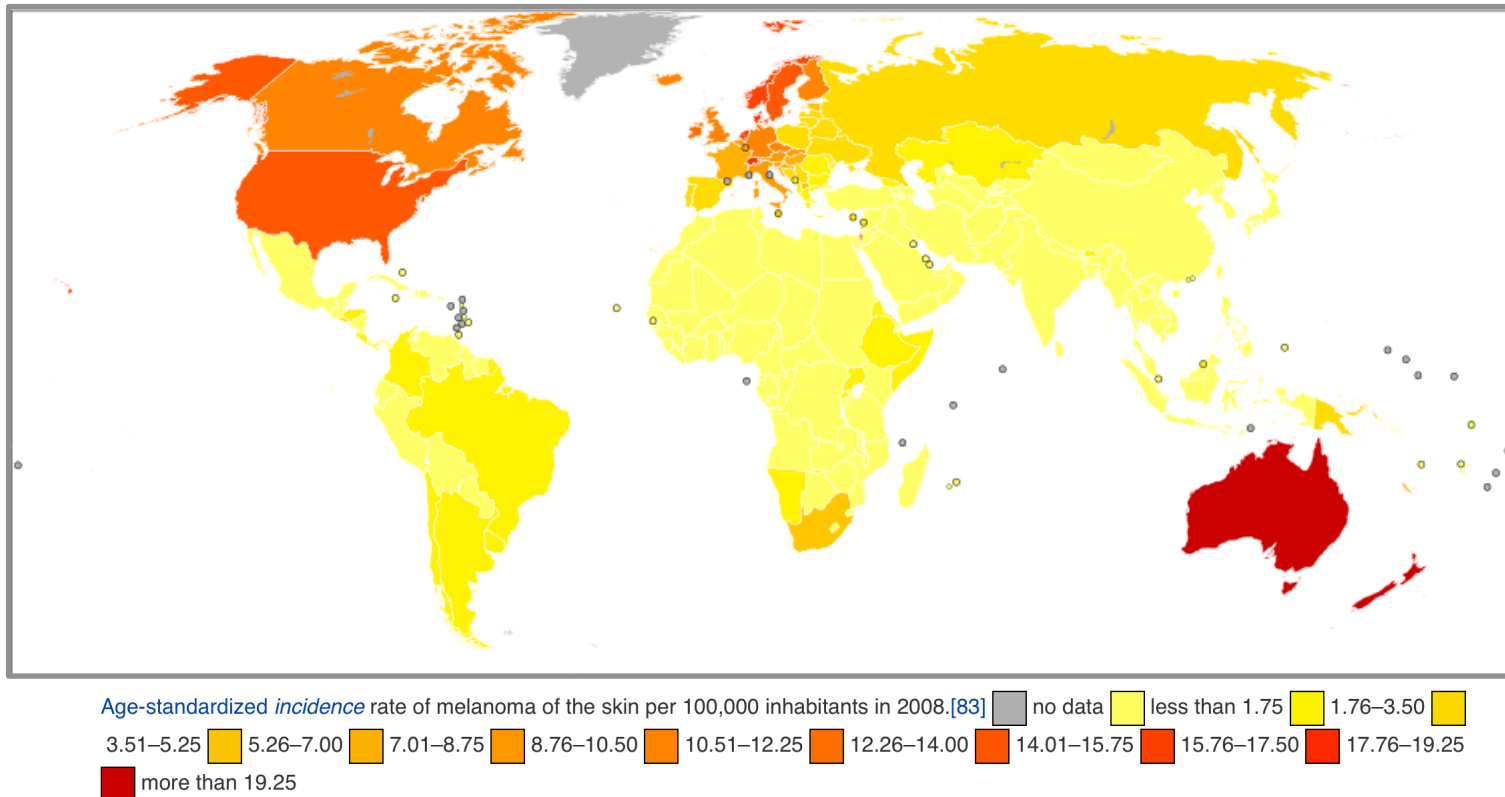 Age-standardized incidence rate of melanoma of the skin per 100,000 inhabitants in 2008.[83] no data less than 1.75 1.76–3.50
3.51–5.25 5.26–7.00 7.01–8.75 8.76–10.50 10.51–12.25 12.26–14.00 14.01–15.75 15.76–17.50 17.76–19.25
more than 19.25